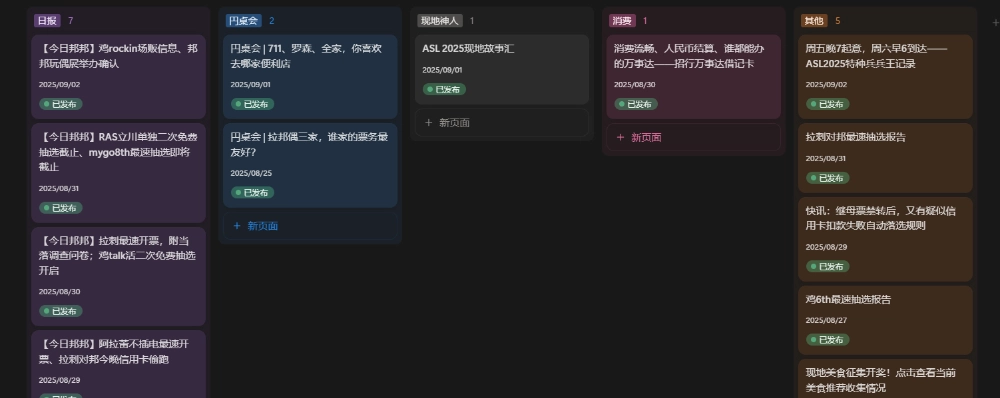 日报 7
【今日邦邦】鸡rockin场贩信息、邦
邦玩偶展举办确认
2025/09/02
已发布
【今日邦邦】RAS立川单独二次免费
抽选截止、mygo8th最速抽选即将
截止
2025/08/31
已发布
【今日邦邦】拉刺最速开票，附当
落调查问卷；鸡talk活二次免费抽选
开启
2025/08/30
已发布
【今日邦邦】阿拉蕾不插电最速开
票、拉刺对邦今晚信用卡偷跑
2025/08/29
円桌会 2
円桌会 | 711、罗森、全家，你喜欢
去哪家便利店
2025/09/01
已发布
円桌会 | 拉邦偶三家，谁家的票务最
友好？
2025/08/25
已发布
+ 新页面
现地神人 1
ASL 2025现地故事汇
2025/09/01
已发布
+ 新页面
消费 1
消费流畅、人民币结算、谁都能办
的万事达——招行万事达借记卡
2025/08/30
已发布
+ 新页面
其他 5
周五晚7起意，周六早6到达——
ASL2025特种兵兵王记录
2025/09/02
已发布
拉刺对邦最速抽选报告
2025/08/31
已发布
快讯：继母票禁转后，又有疑似信
用卡扣款失败自动落选规则
2025/08/29
已发布
鸡6th最速抽选报告
2025/08/27
已发布
现地美食征集开奖！点击查看当前
美食推荐收集情况